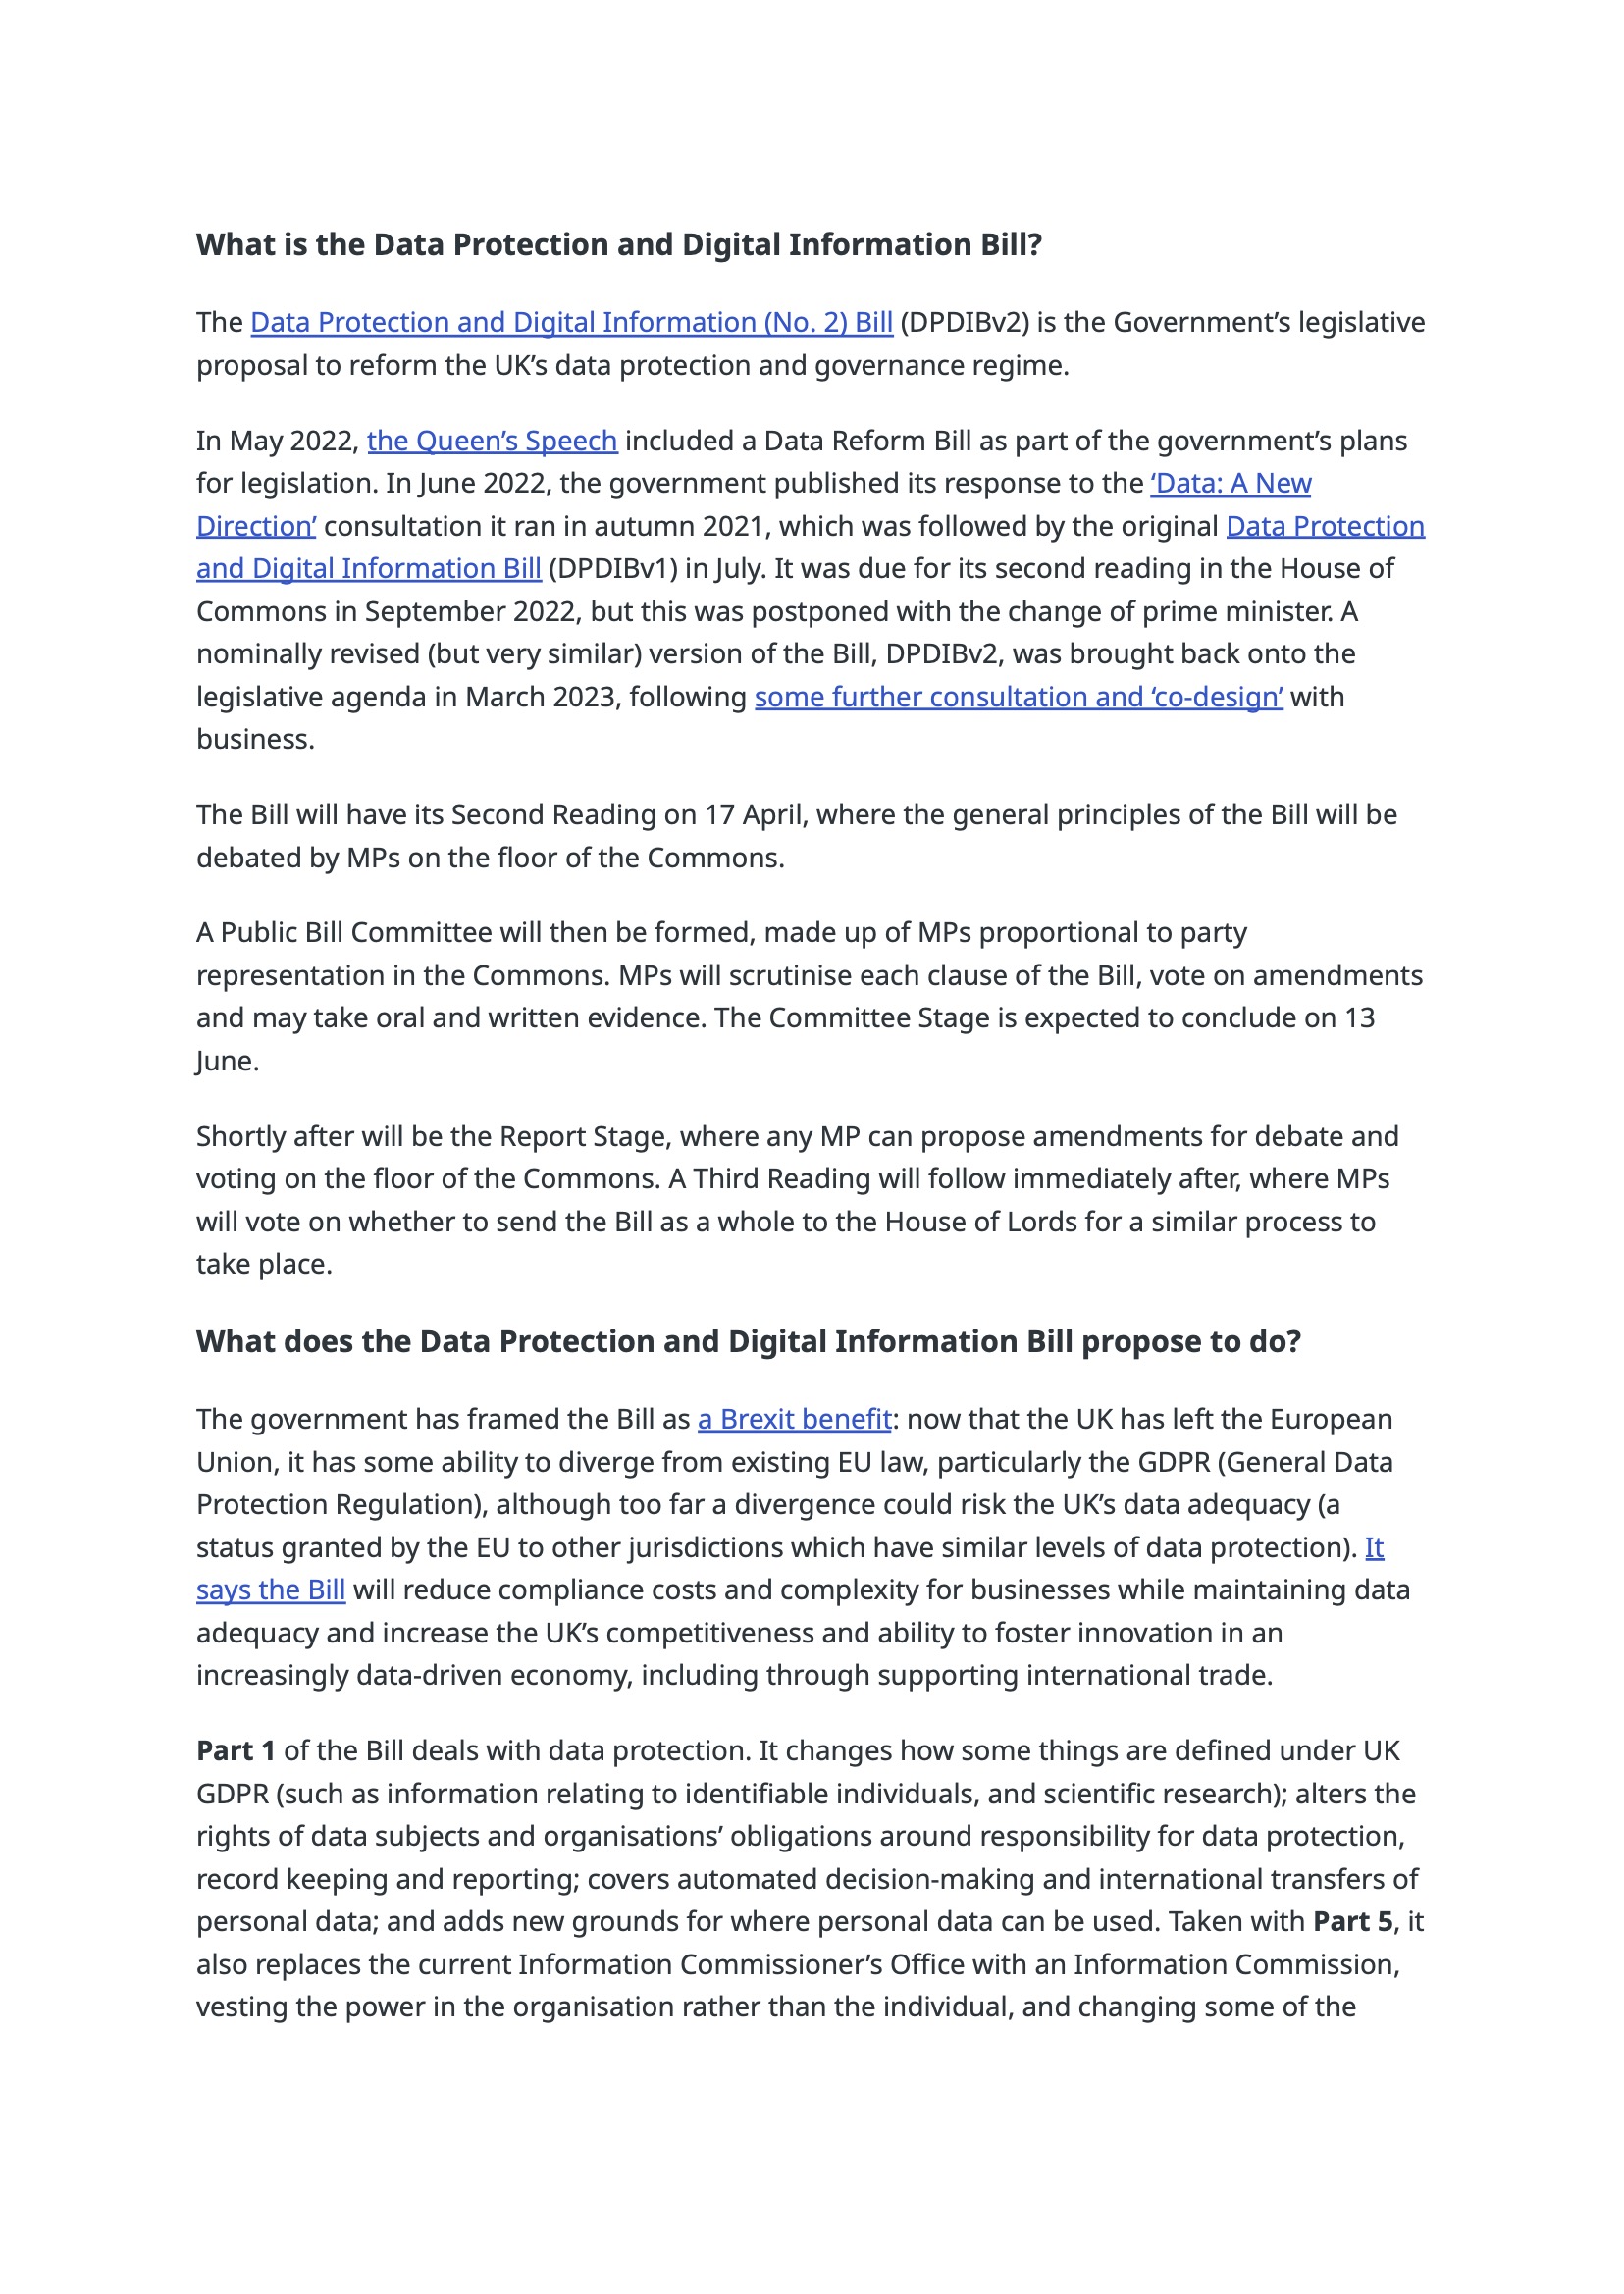 What is the Data Protection and Digital Information Bill?
The Data Protection and Digital Information (No. 2) Bill (DPDIBv2) is the Government’s legislative
proposal to reform the UK’s data protection and governance regime.
In May 2022, the Queen’s Speech included a Data Reform Bill as part of the government’s plans
for legislation. In June 2022, the government published its response to the ‘Data: A New
Direction’ consultation it ran in autumn 2021, which was followed by the original Data Protection
and Digital Information Bill (DPDIBv1) in July. It was due for its second reading in the House of
Commons in September 2022, but this was postponed with the change of prime minister. A
nominally revised (but very similar) version of the Bill, DPDIBv2, was brought back onto the
legislative agenda in March 2023, following some further consultation and ‘co-design’ with
business.
The Bill will have its Second Reading on 17 April, where the general principles of the Bill will be
debated by MPs on the floor of the Commons.
A Public Bill Committee will then be formed, made up of MPs proportional to party
representation in the Commons. MPs will scrutinise each clause of the Bill, vote on amendments
and may take oral and written evidence. The Committee Stage is expected to conclude on 13
June.
Shortly after will be the Report Stage, where any MP can propose amendments for debate and
voting on the floor of the Commons. A Third Reading will follow immediately after, where MPs
will vote on whether to send the Bill as a whole to the House of Lords for a similar process to
take place.
What does the Data Protection and Digital Information Bill propose to do?
The government has framed the Bill as a Brexit benefit: now that the UK has left the European
Union, it has some ability to diverge from existing EU law, particularly the GDPR (General Data
Protection Regulation), although too far a divergence could risk the UK’s data adequacy (a
status granted by the EU to other jurisdictions which have similar levels of data protection). It
says the Bill will reduce compliance costs and complexity for businesses while maintaining data
adequacy and increase the UK’s competitiveness and ability to foster innovation in an
increasingly data-driven economy, including through supporting international trade.
Part 1 of the Bill deals with data protection. It changes how some things are defined under UK
GDPR (such as information relating to identifiable individuals, and scientific research); alters the
rights of data subjects and organisations’ obligations around responsibility for data protection,
record keeping and reporting; covers automated decision-making and international transfers of
personal data; and adds new grounds for where personal data can be used. Taken with Part 5, it
also replaces the current Information Commissioner’s Office with an Information Commission,
vesting the power in the organisation rather than the individual, and changing some of the